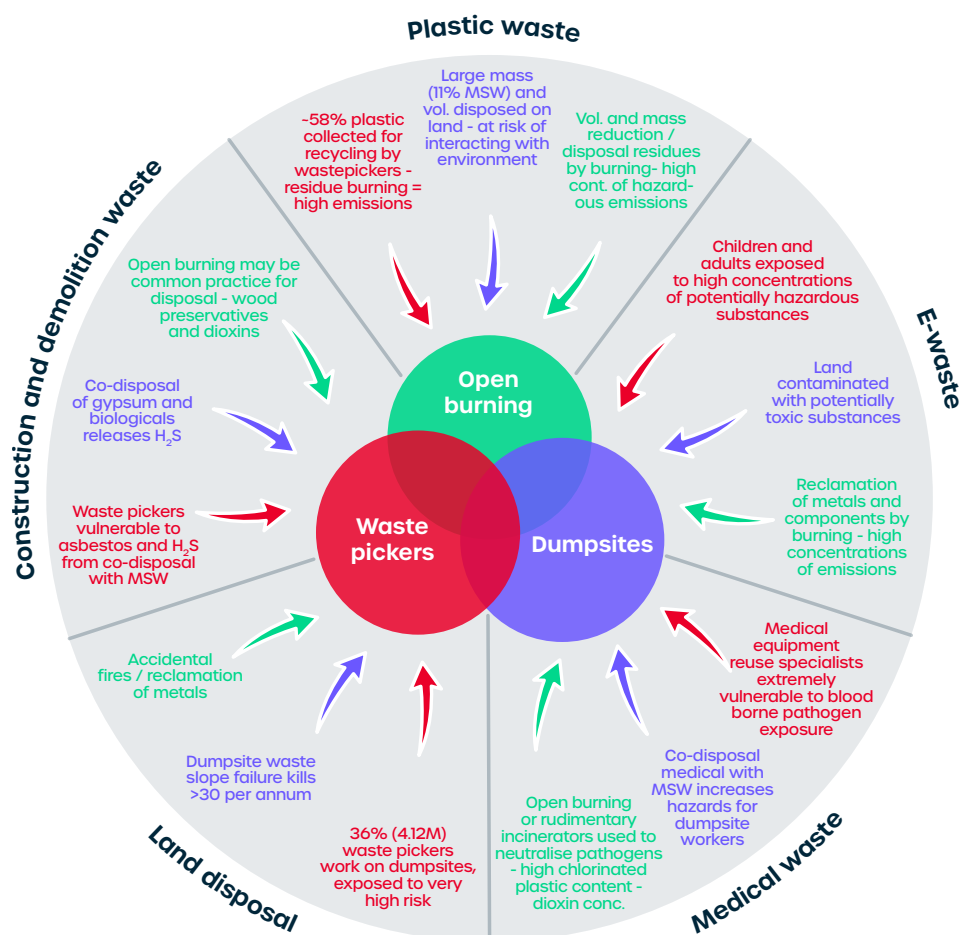 Plastic waste
~58% plastic
collected for
recycling by
wastepickers -
residue burning =
high emissions
Large mass
(11% MSW) and
vol. disposed on
land - at risk of
interacting with
environment
Vol. and mass
reduction /
disposal residues
by burning- high
cont. of hazard-
ous emissions
E-waste
Children and
adults exposed
to high concentrations
of potentially hazardous
substances
Land
contaminated
with potentially
toxic substances
Reclamation
of metals and
components by
burning - high
concentrations
of emissions
Medical waste
Medical
equipment
reuse specialists
extremely
vulnerable to blood
borne pathogen
exposure
Co-disposal
medical with
MSW increases
hazards for
dumpsite
workers
Open burning
or rudimentary
incinerators used to
neutralise pathogens
- high chlorinated
plastic content -
dioxin conc.
Land disposal
36% (4.12M)
waste pickers
work on dumpsites,
exposed to very
high risk
Dumpsite waste
slope failure kills
>30 per annum
Accidental
fires / reclamation
of metals
Construction and demolition waste
Waste pickers
vulnerable to
asbestos and H₂S
from co-disposal
with MSW
Co-disposal
of gypsum and
biologicals
releases H₂S
Open burning may be
common practice for
disposal - wood
preservatives
and dioxins
Open
burning
Waste
pickers
Dumpsites